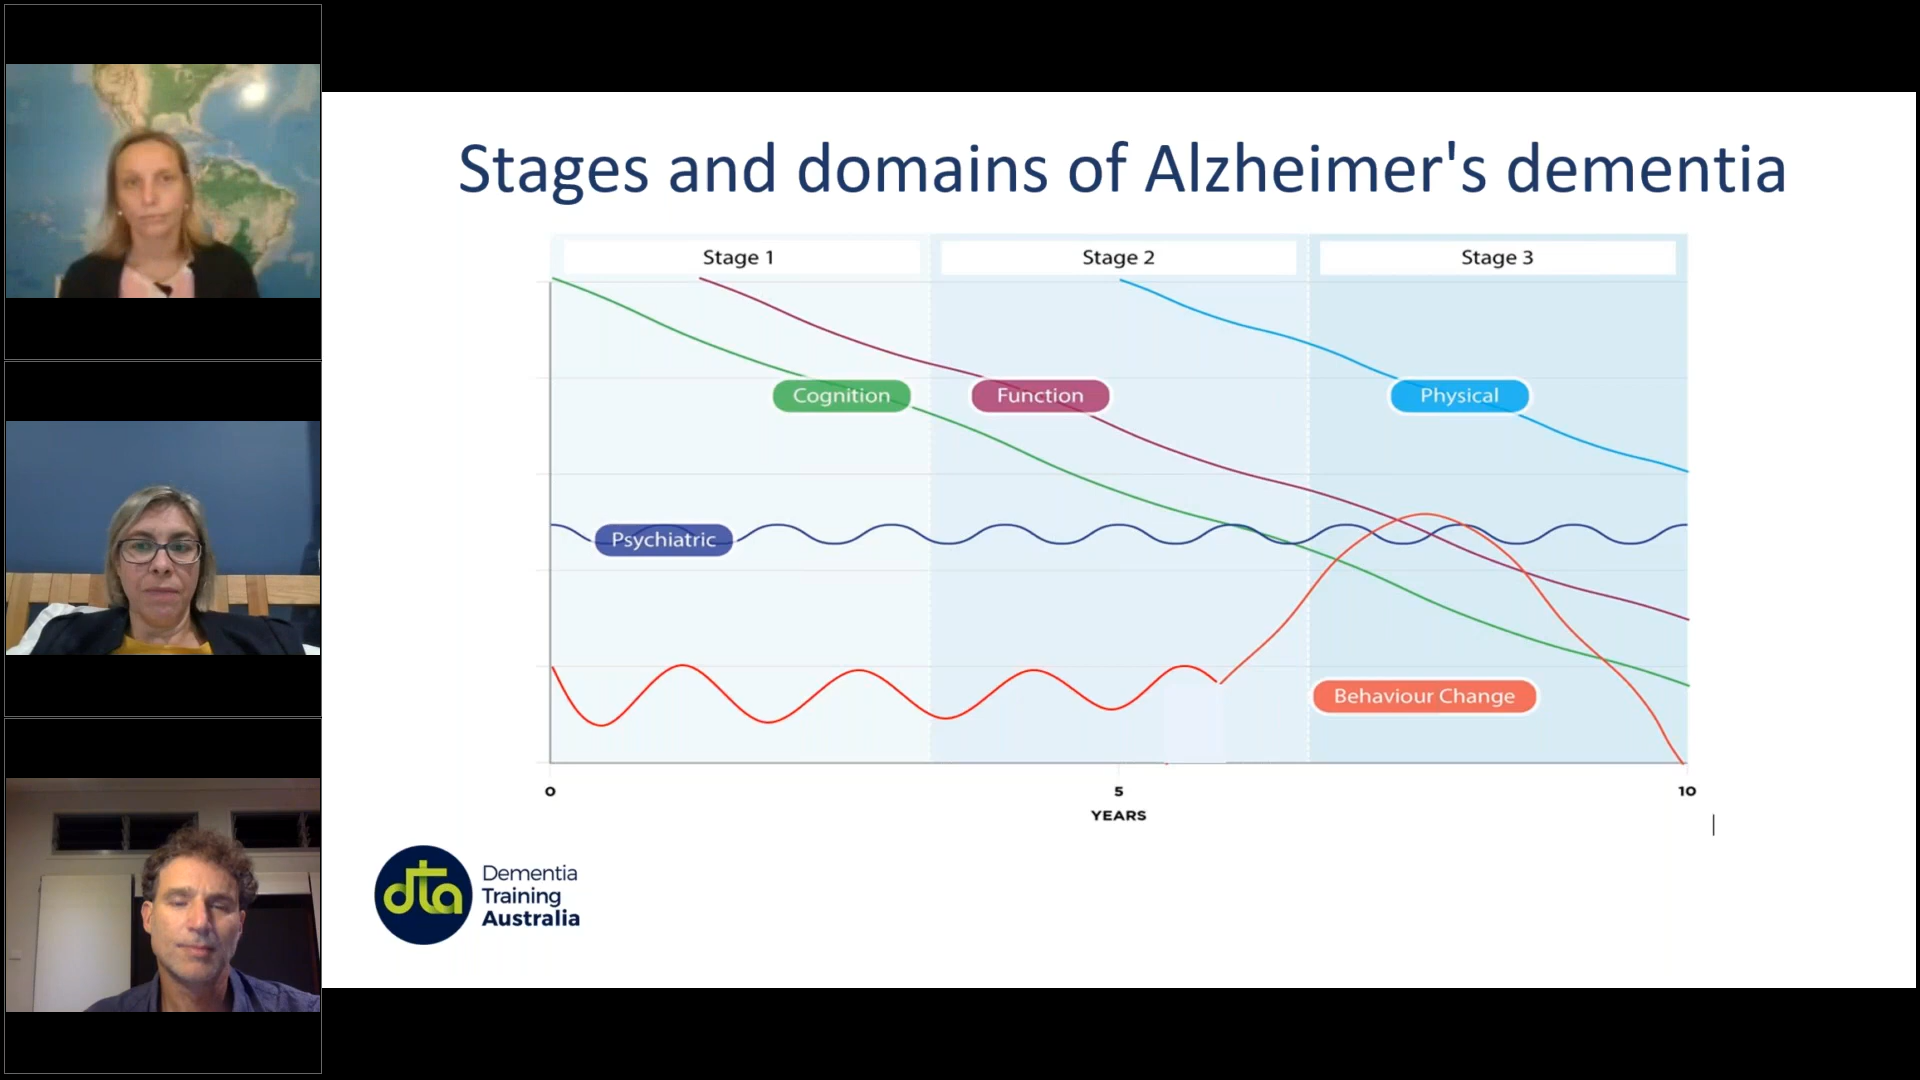 Stages and domains of Alzheimer's dementia
Stage 1
Stage 2
Stage 3
Cognition
Function
Physical
Psychiatric
Behaviour Change
0
5
10
YEARS
dta
Dementia
Training
Australia